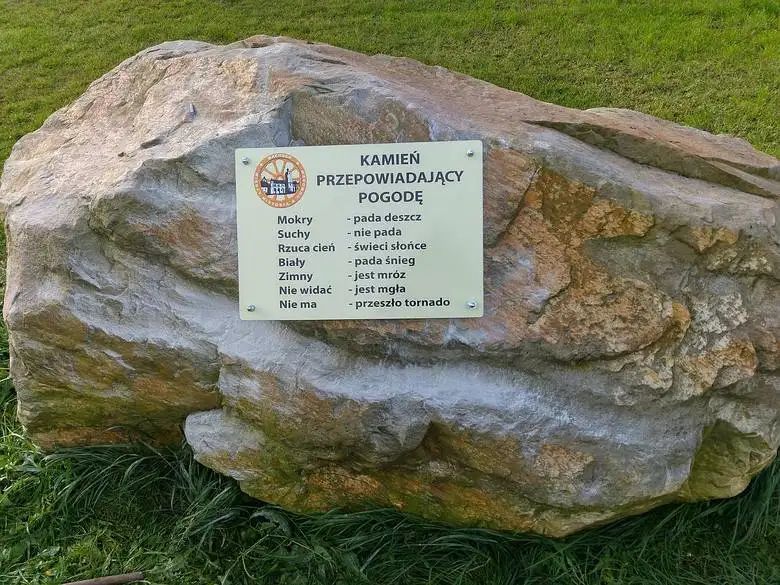 KAMIEŃ
PRZEPOWIADAJĄCY
POGODĘ
Mokry - pada deszcz
Suchy - nie pada
Rzuca cień - świeci słońce
Biały - pada śnieg
Zimny - jest mróz
Nie widać - jest mgła
Nie ma - przeszło tornado